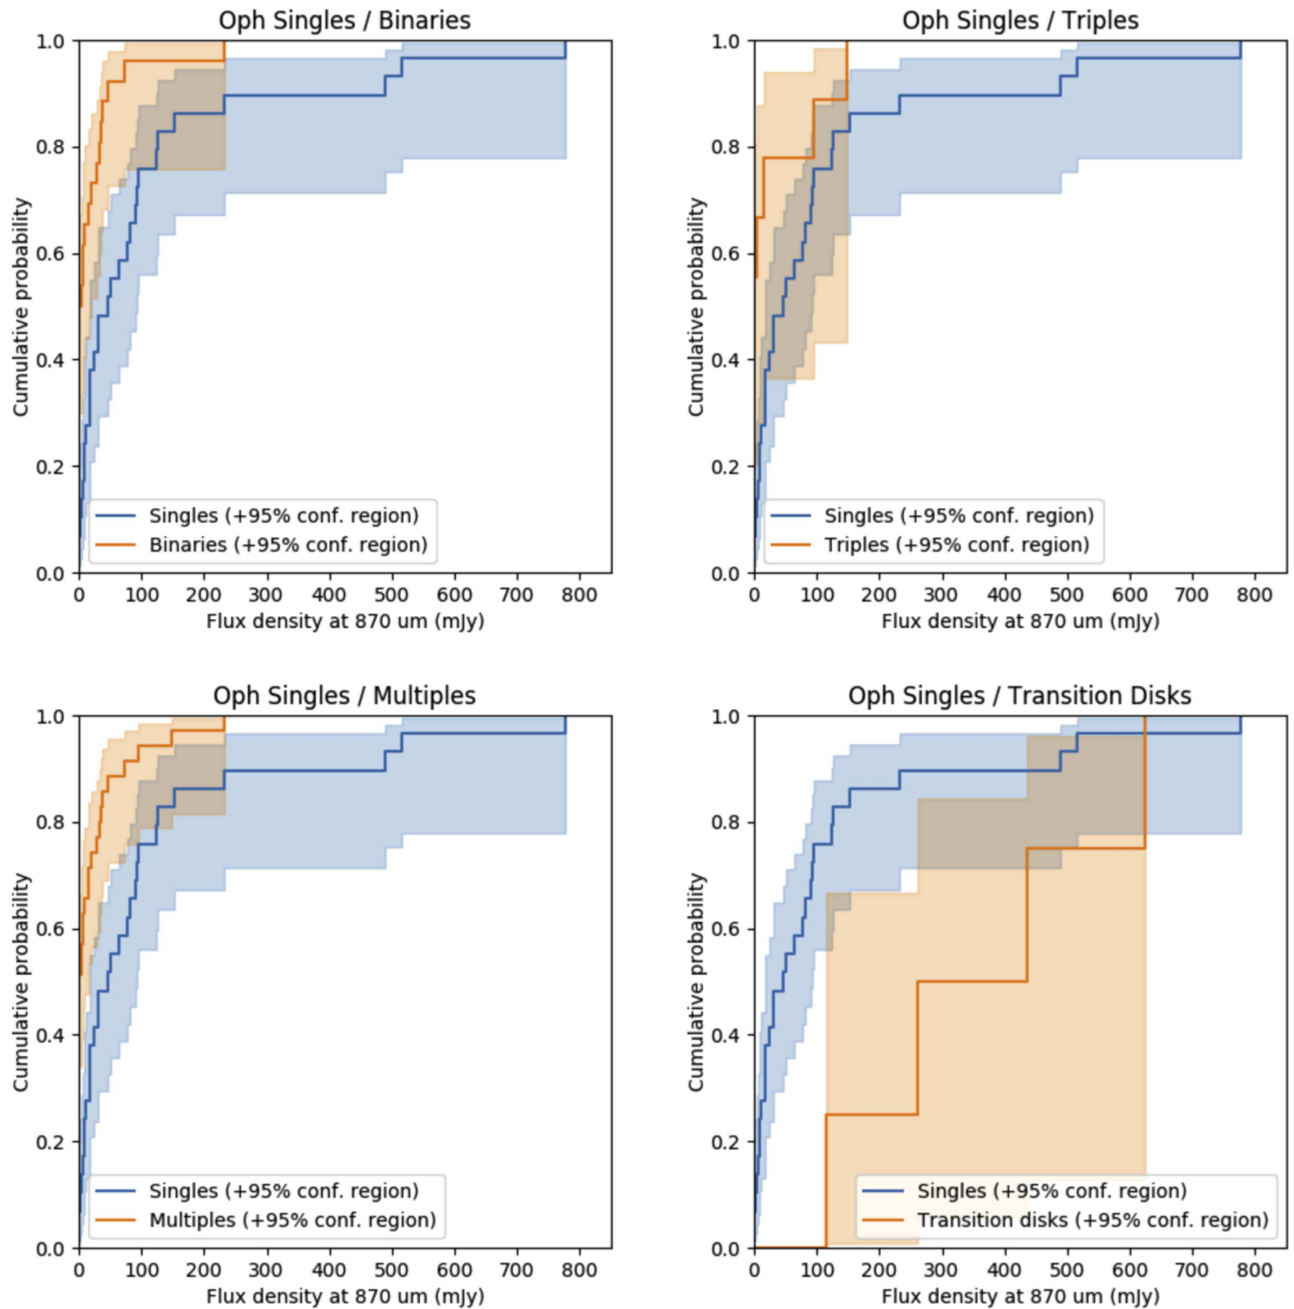 Oph Singles / Binaries
1.0
0.8
0.6
0.4
0.2
0.0
Cumulative probability
Singles (+95% conf. region)
Binaries (+95% conf. region)
0 100 200 300 400 500 600 700 800
Flux density at 870 um (mJy)
Oph Singles / Triples
1.0
0.8
0.6
0.4
0.2
0.0
Cumulative probability
Singles (+95% conf. region)
Triples (+95% conf. region)
0 100 200 300 400 500 600 700 800
Flux density at 870 um (mJy)
Oph Singles / Multiples
1.0
0.8
0.6
0.4
0.2
0.0
Cumulative probability
Singles (+95% conf. region)
Multiples (+95% conf. region)
0 100 200 300 400 500 600 700 800
Flux density at 870 um (mJy)
Oph Singles / Transition Disks
1.0
0.8
0.6
0.4
0.2
0.0
Cumulative probability
Singles (+95% conf. region)
Transition disks (+95% conf. region)
0 100 200 300 400 500 600 700 800
Flux density at 870 um (mJy)